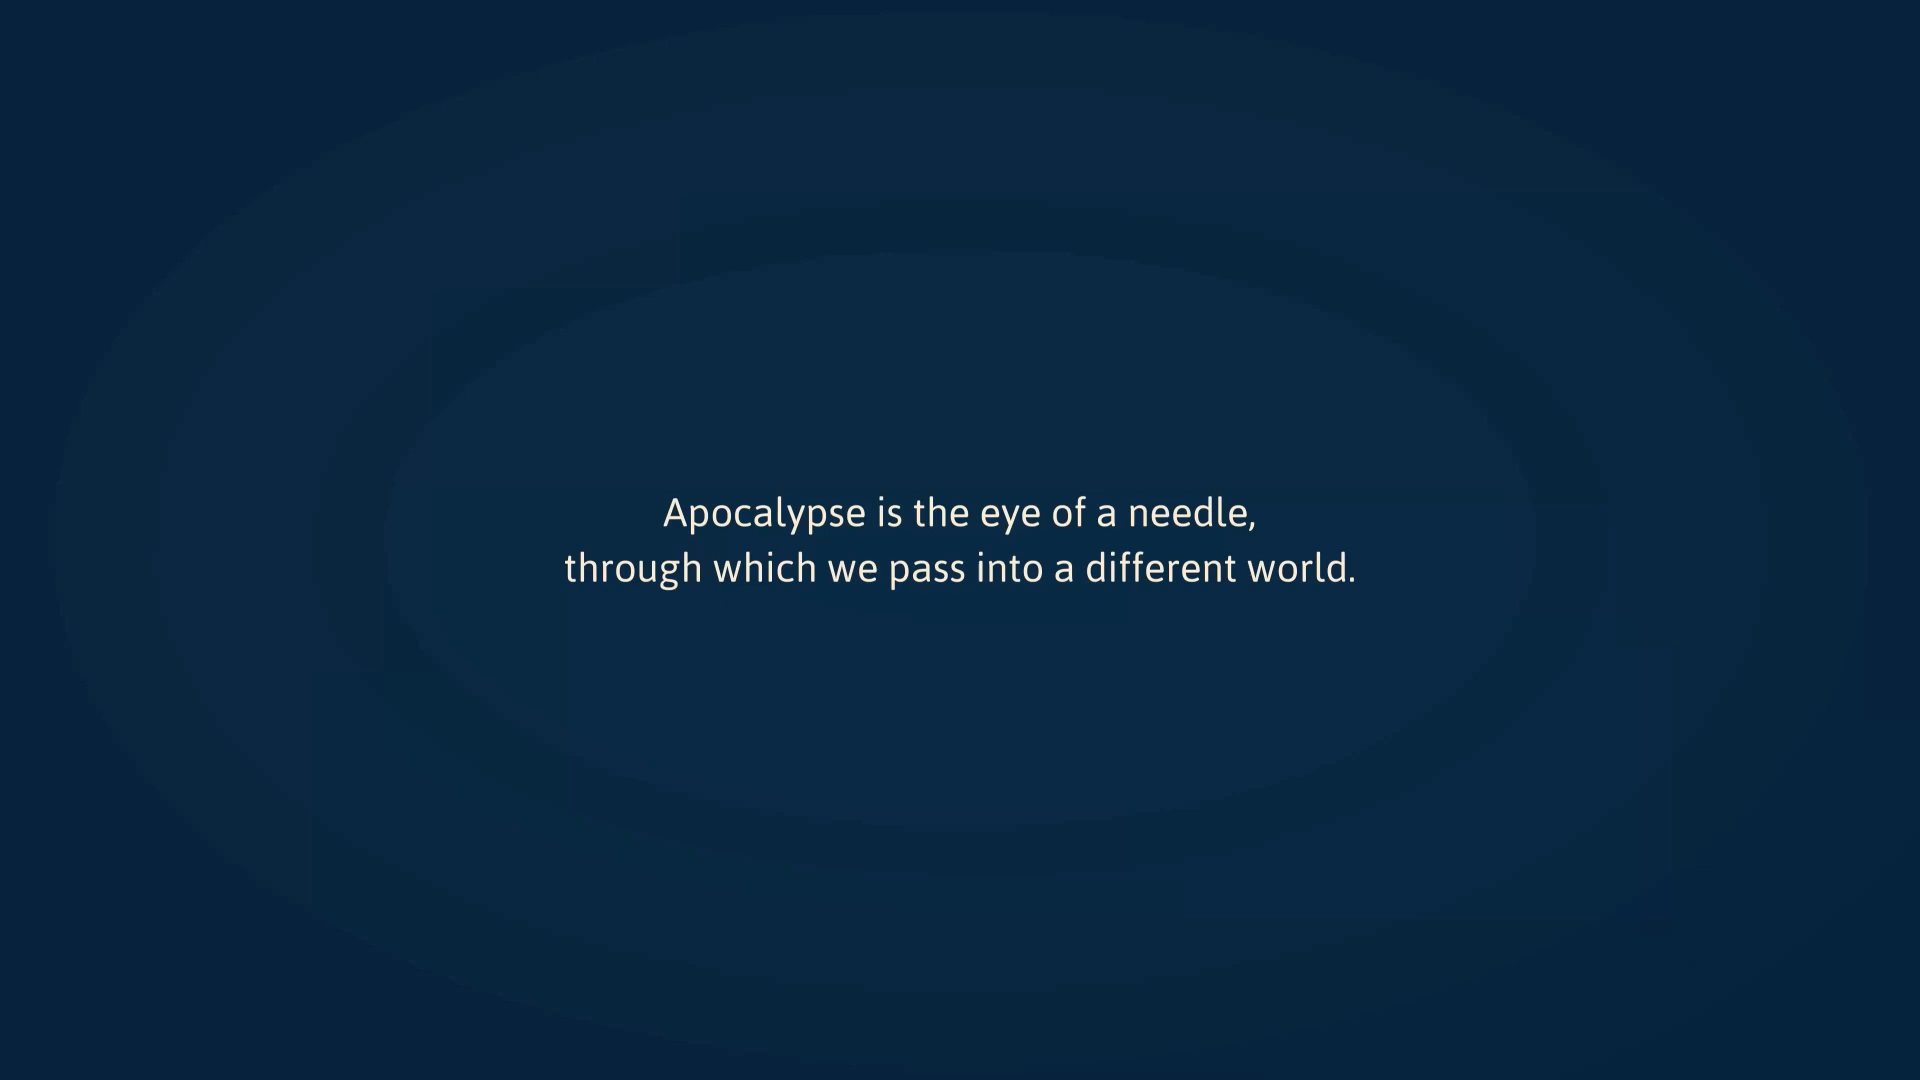 Apocalypse is the eye of a needle,
through which we pass into a different world.